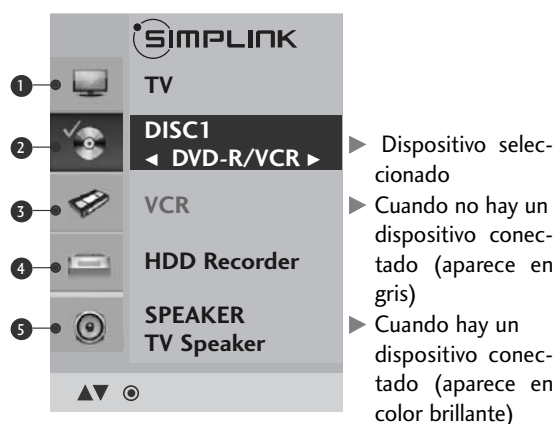 SIMPLINK
1
TV
2
DISC1
◄ DVD-R/VCR ►
3
VCR
4
HDD Recorder
5
SPEAKER
TV Speaker
▲▼ ◉
► Dispositivo selec-
cionado
► Cuando no hay un
dispositivo conec-
tado (aparece en
gris)
► Cuando hay un
dispositivo conec-
tado (aparece en
color brillante)